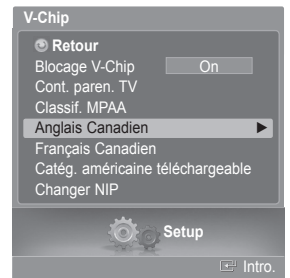 V-Chip
Retour
Blocage V-Chip On
Cont. paren. TV
Classif. MPAA
Anglais Canadien
Français Canadien
Catég. américaine téléchargeable
Changer NIP
Setup
Intro.